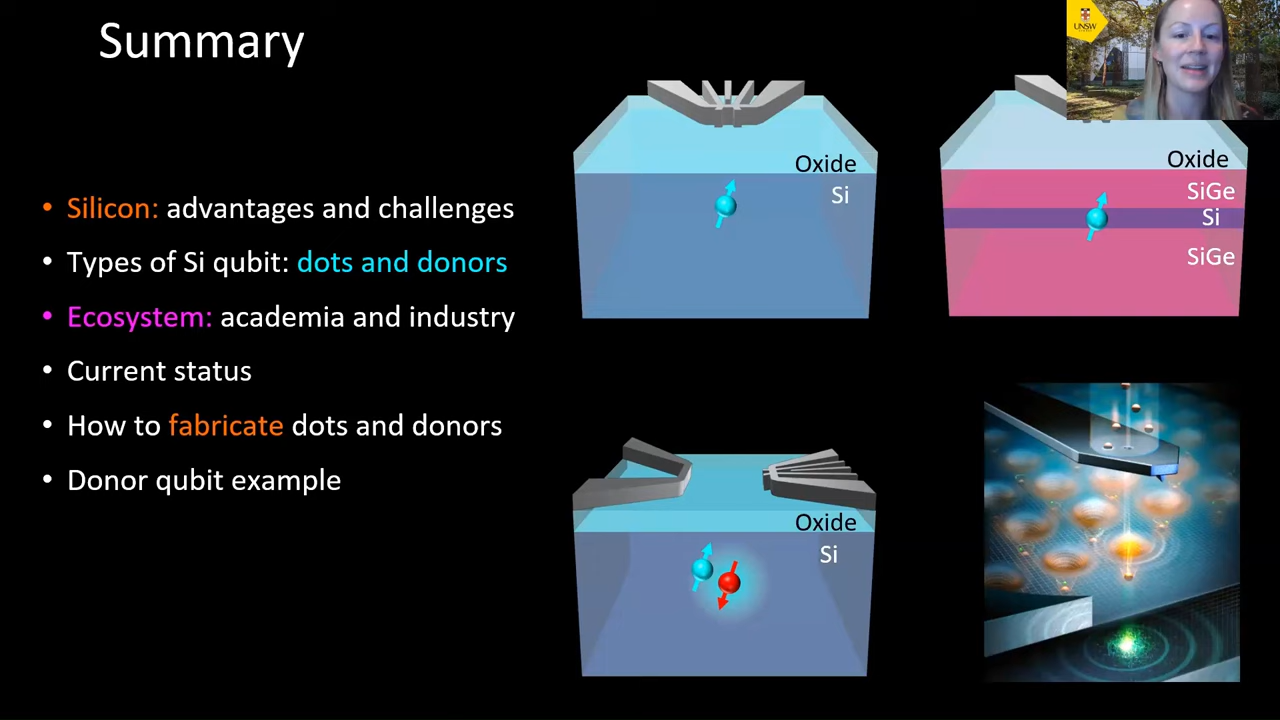 Summary
UNSW
Oxide
Si
Oxide
SiGe
Si
SiGe
• Silicon: advantages and challenges
• Types of Si qubit: dots and donors
• Ecosystem: academia and industry
• Current status
• How to fabricate dots and donors
• Donor qubit example
Oxide
Si